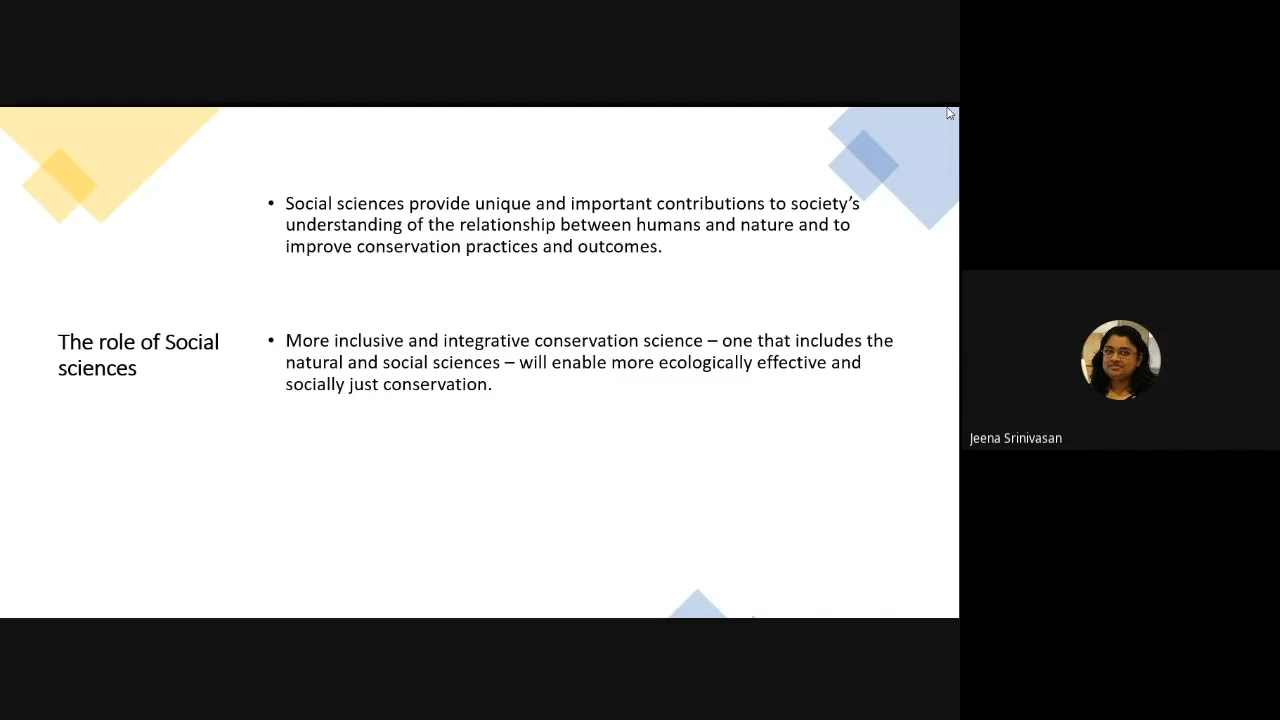 • Social sciences provide unique and important contributions to society’s
understanding of the relationship between humans and nature and to
improve conservation practices and outcomes.
The role of Social
sciences
• More inclusive and integrative conservation science – one that includes the
natural and social sciences – will enable more ecologically effective and
socially just conservation.
Jeena Srinivasan